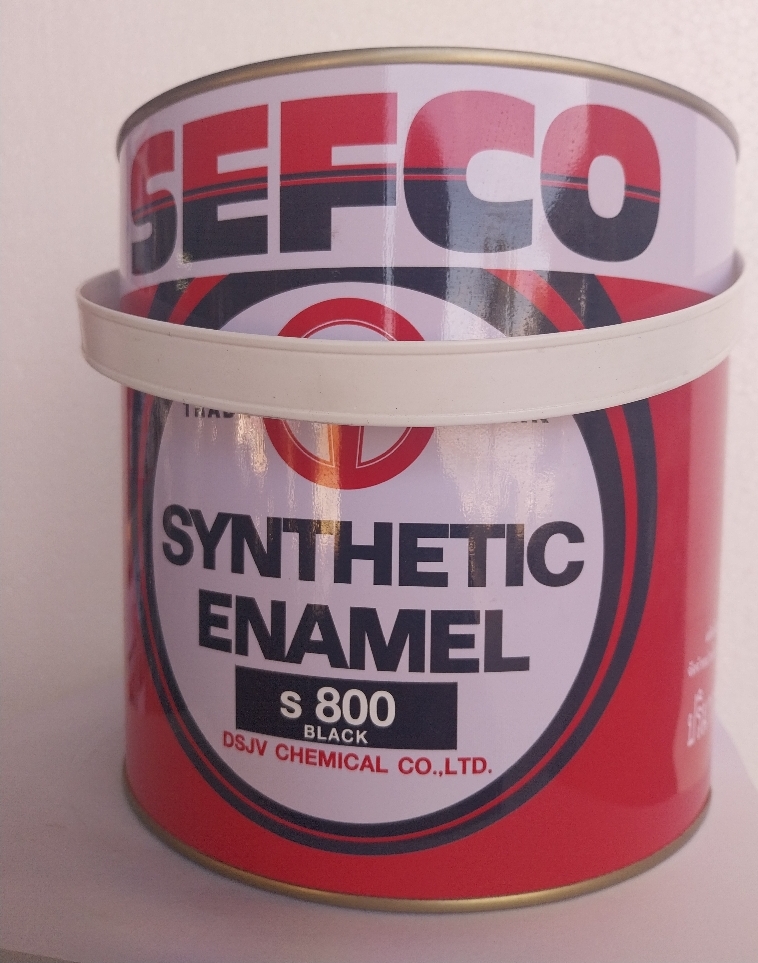 SEFCO
SYNTHETIC
ENAMEL
S 800
BLACK
DSJV CHEMICAL CO.,LTD.